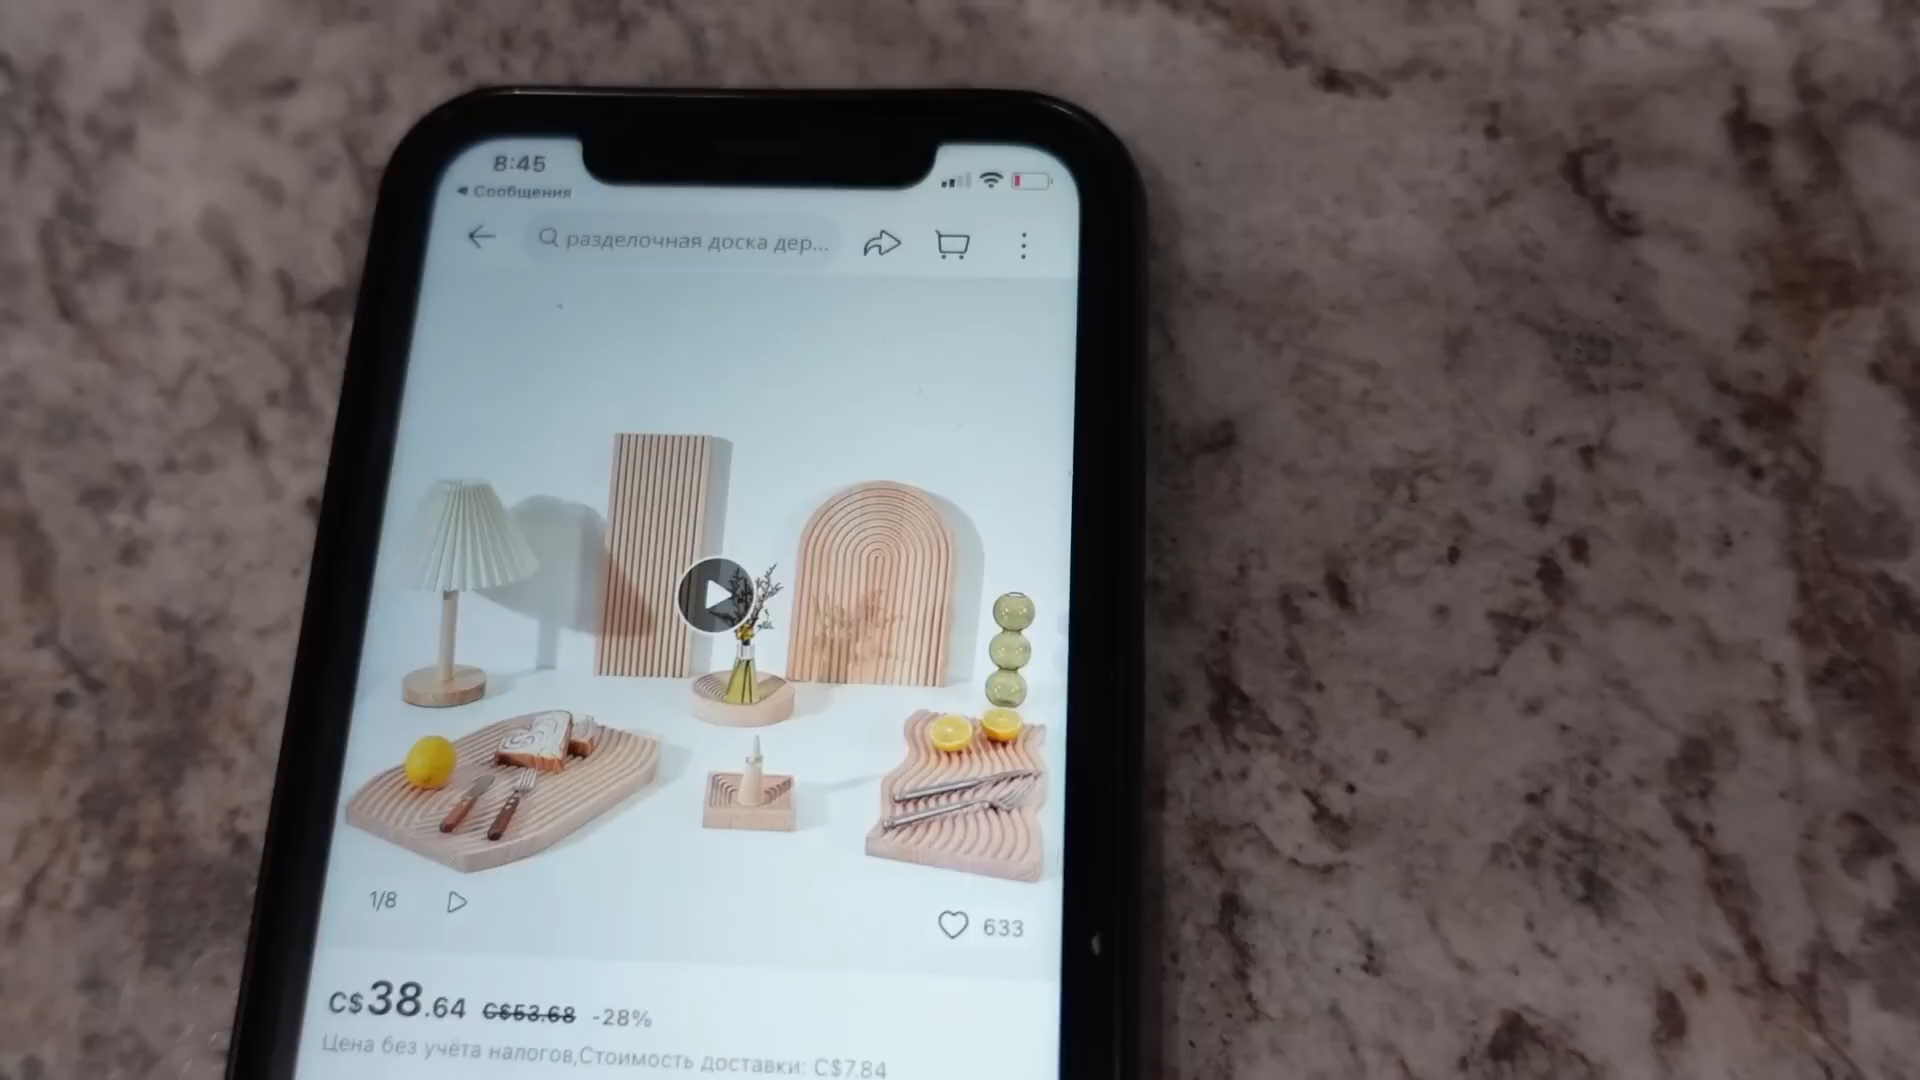 8:45
Сообщения
разделочная доска дер...
1/8
633
C$38.64 C$53.68 -28%
Цена без учёта налогов,Стоимость доставки: C$7.84